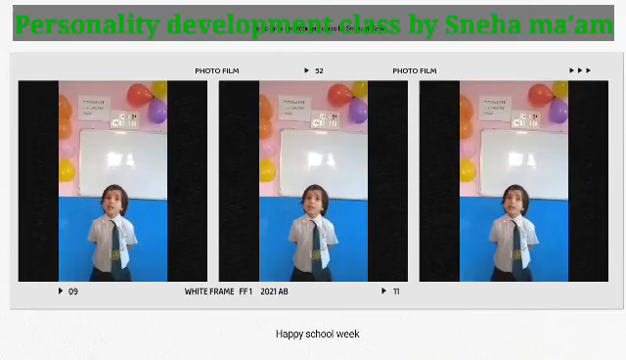 Personality development class by Sneha ma'am
PHOTO FILM ▶ 52 PHOTO FILM ▶ ▶ ▶
▶ 09 WHITE FRAME FF1 2021 AB ▶ 11
Happy school week